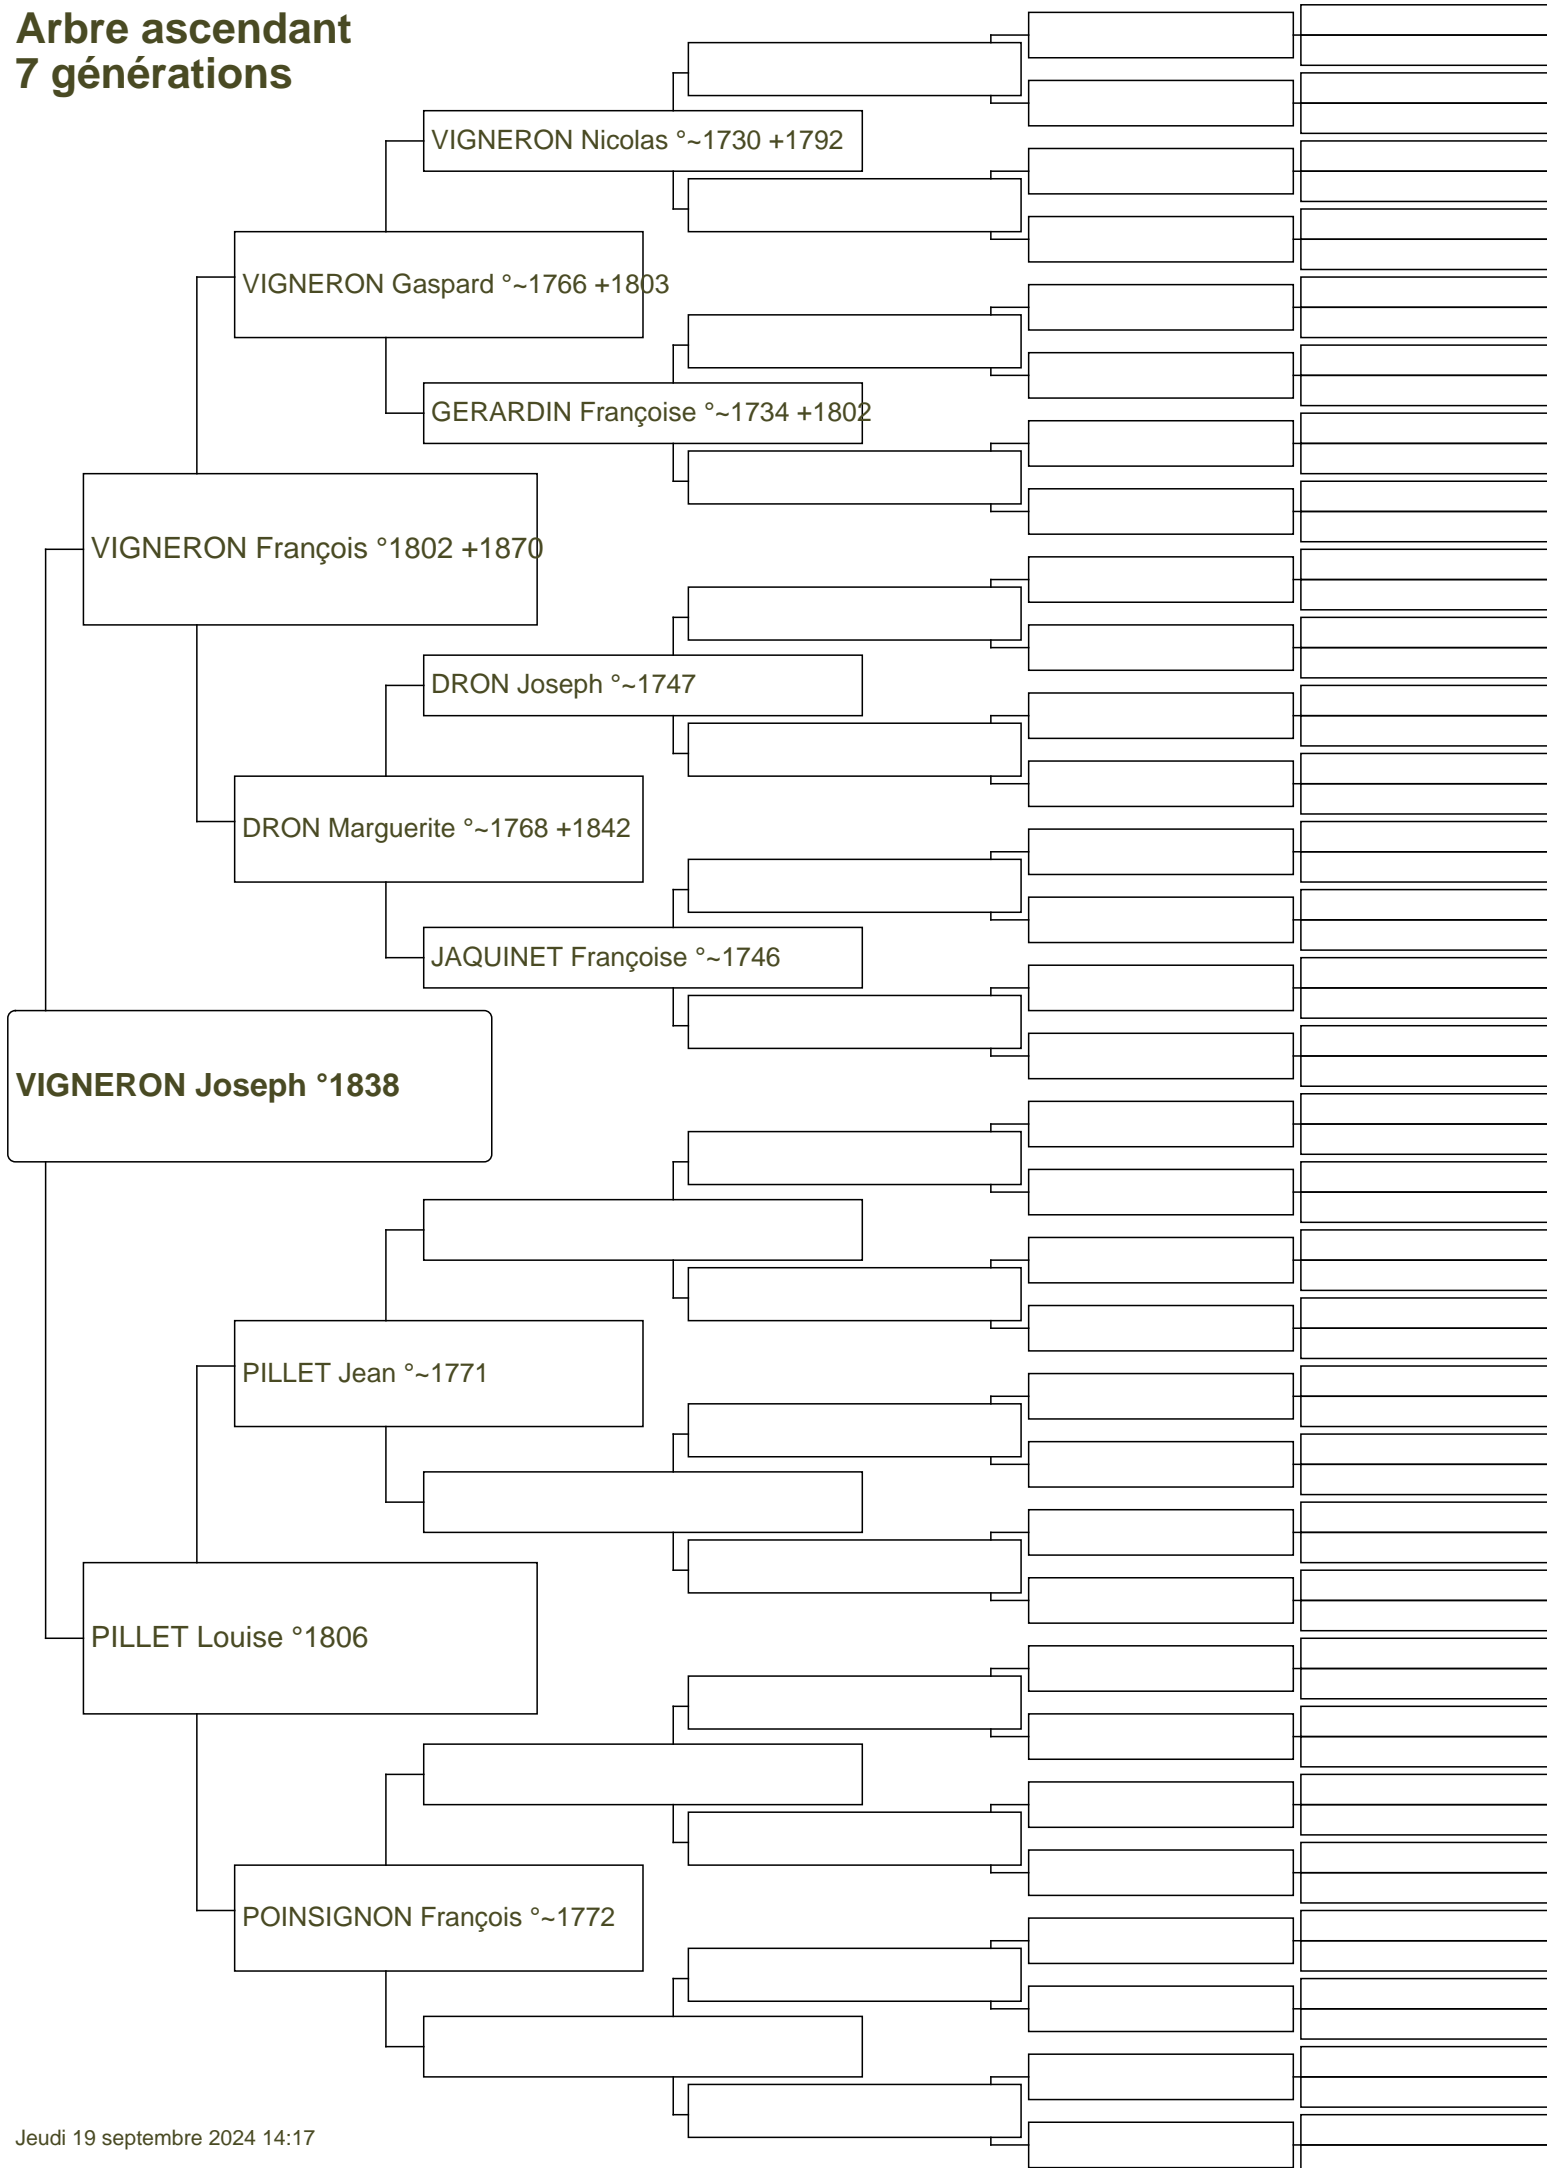 Arbre ascendant
7 générations
VIGNERON Nicolas °~1730 +1792
VIGNERON Gaspard °~1766 +1803
GERARDIN Françoise °~1734 +1802
VIGNERON François °1802 +1870
DRON Joseph °~1747
DRON Marguerite °~1768 +1842
JAQUINET Françoise °~1746
VIGNERON Joseph °1838
PILLET Jean °~1771
PILLET Louise °1806
POINSIGNON François °~1772
Jeudi 19 septembre 2024 14:17